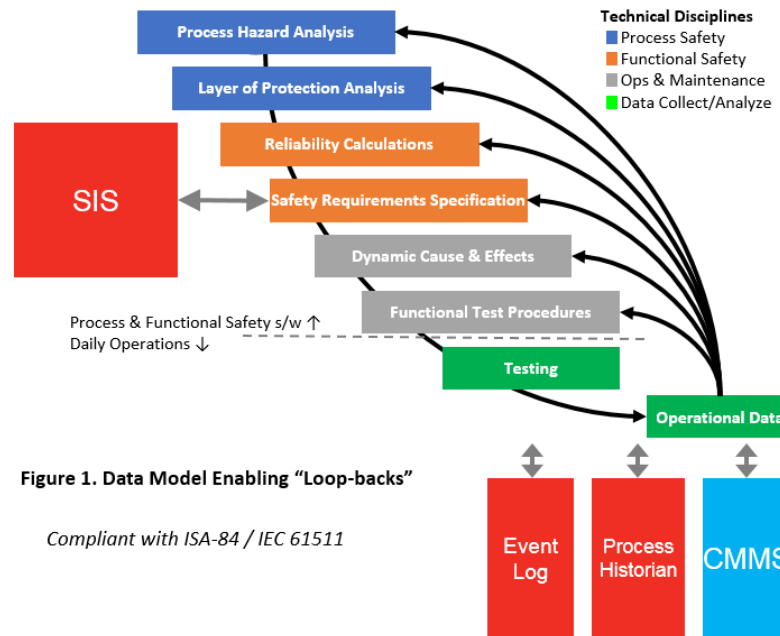 Technical Disciplines
Process Safety
Functional Safety
Ops & Maintenance
Data Collect/Analyze
Process Hazard Analysis
Layer of Protection Analysis
Reliability Calculations
SIS
Safety Requirements Specification
Dynamic Cause & Effects
Functional Test Procedures
Process & Functional Safety s/w ↑
Daily Operations ↓
Testing
Operational Data
Figure 1. Data Model Enabling “Loop-backs”
Compliant with ISA-84 / IEC 61511
Event
Log
Process
Historian
CMMS